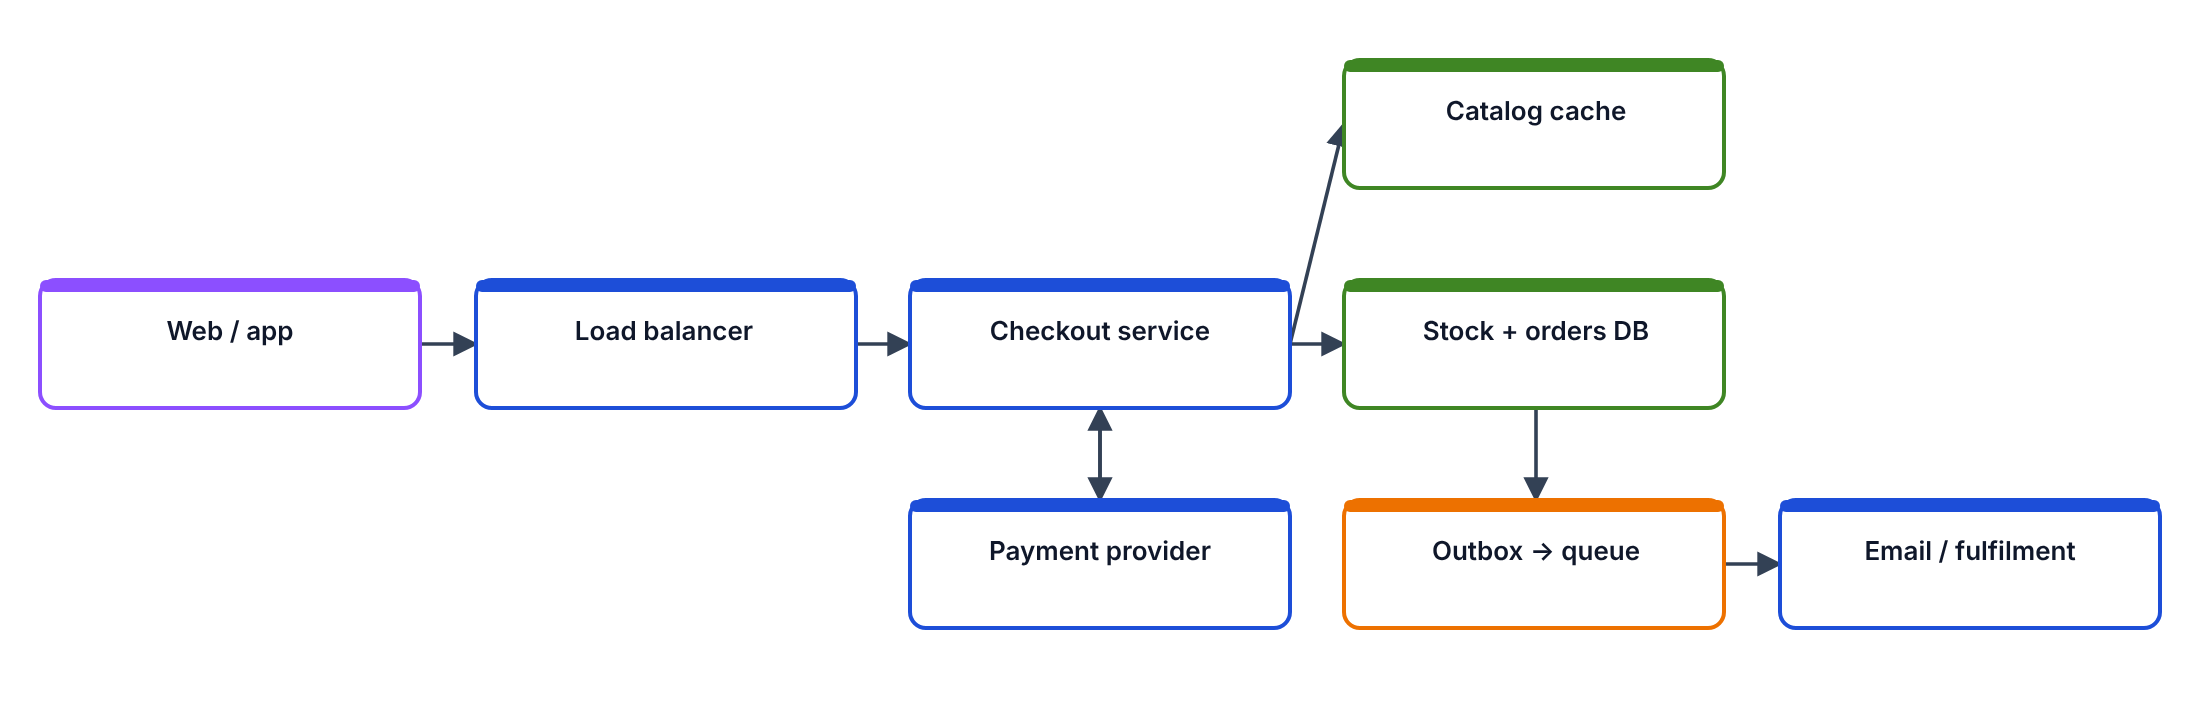 Catalog cache
Web / app
Load balancer
Checkout service
Stock + orders DB
Payment provider
Outbox → queue
Email / fulfilment